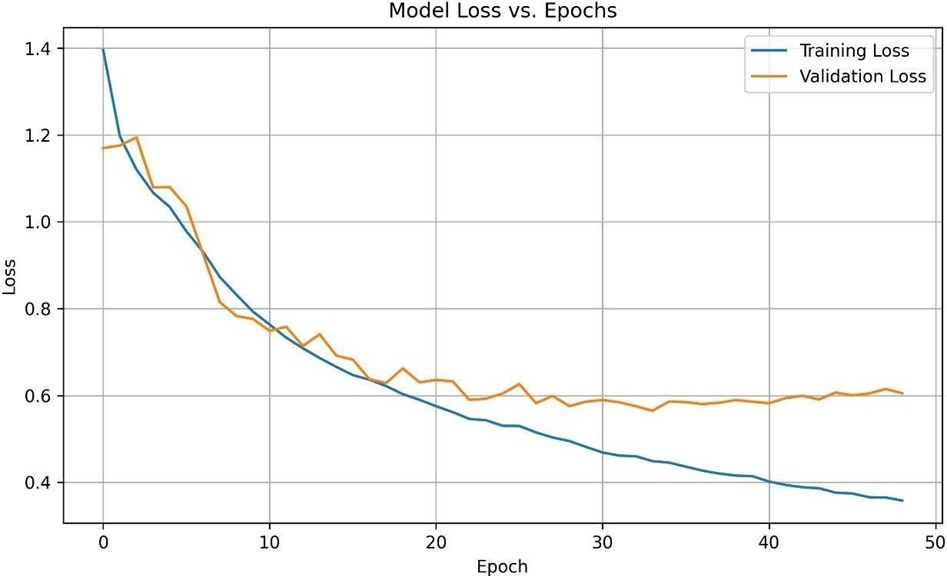 Model Loss vs. Epochs
Training Loss
Validation Loss
1.4
1.2
1.0
0.8
0.6
0.4
Loss
0 10 20 30 40 50
Epoch